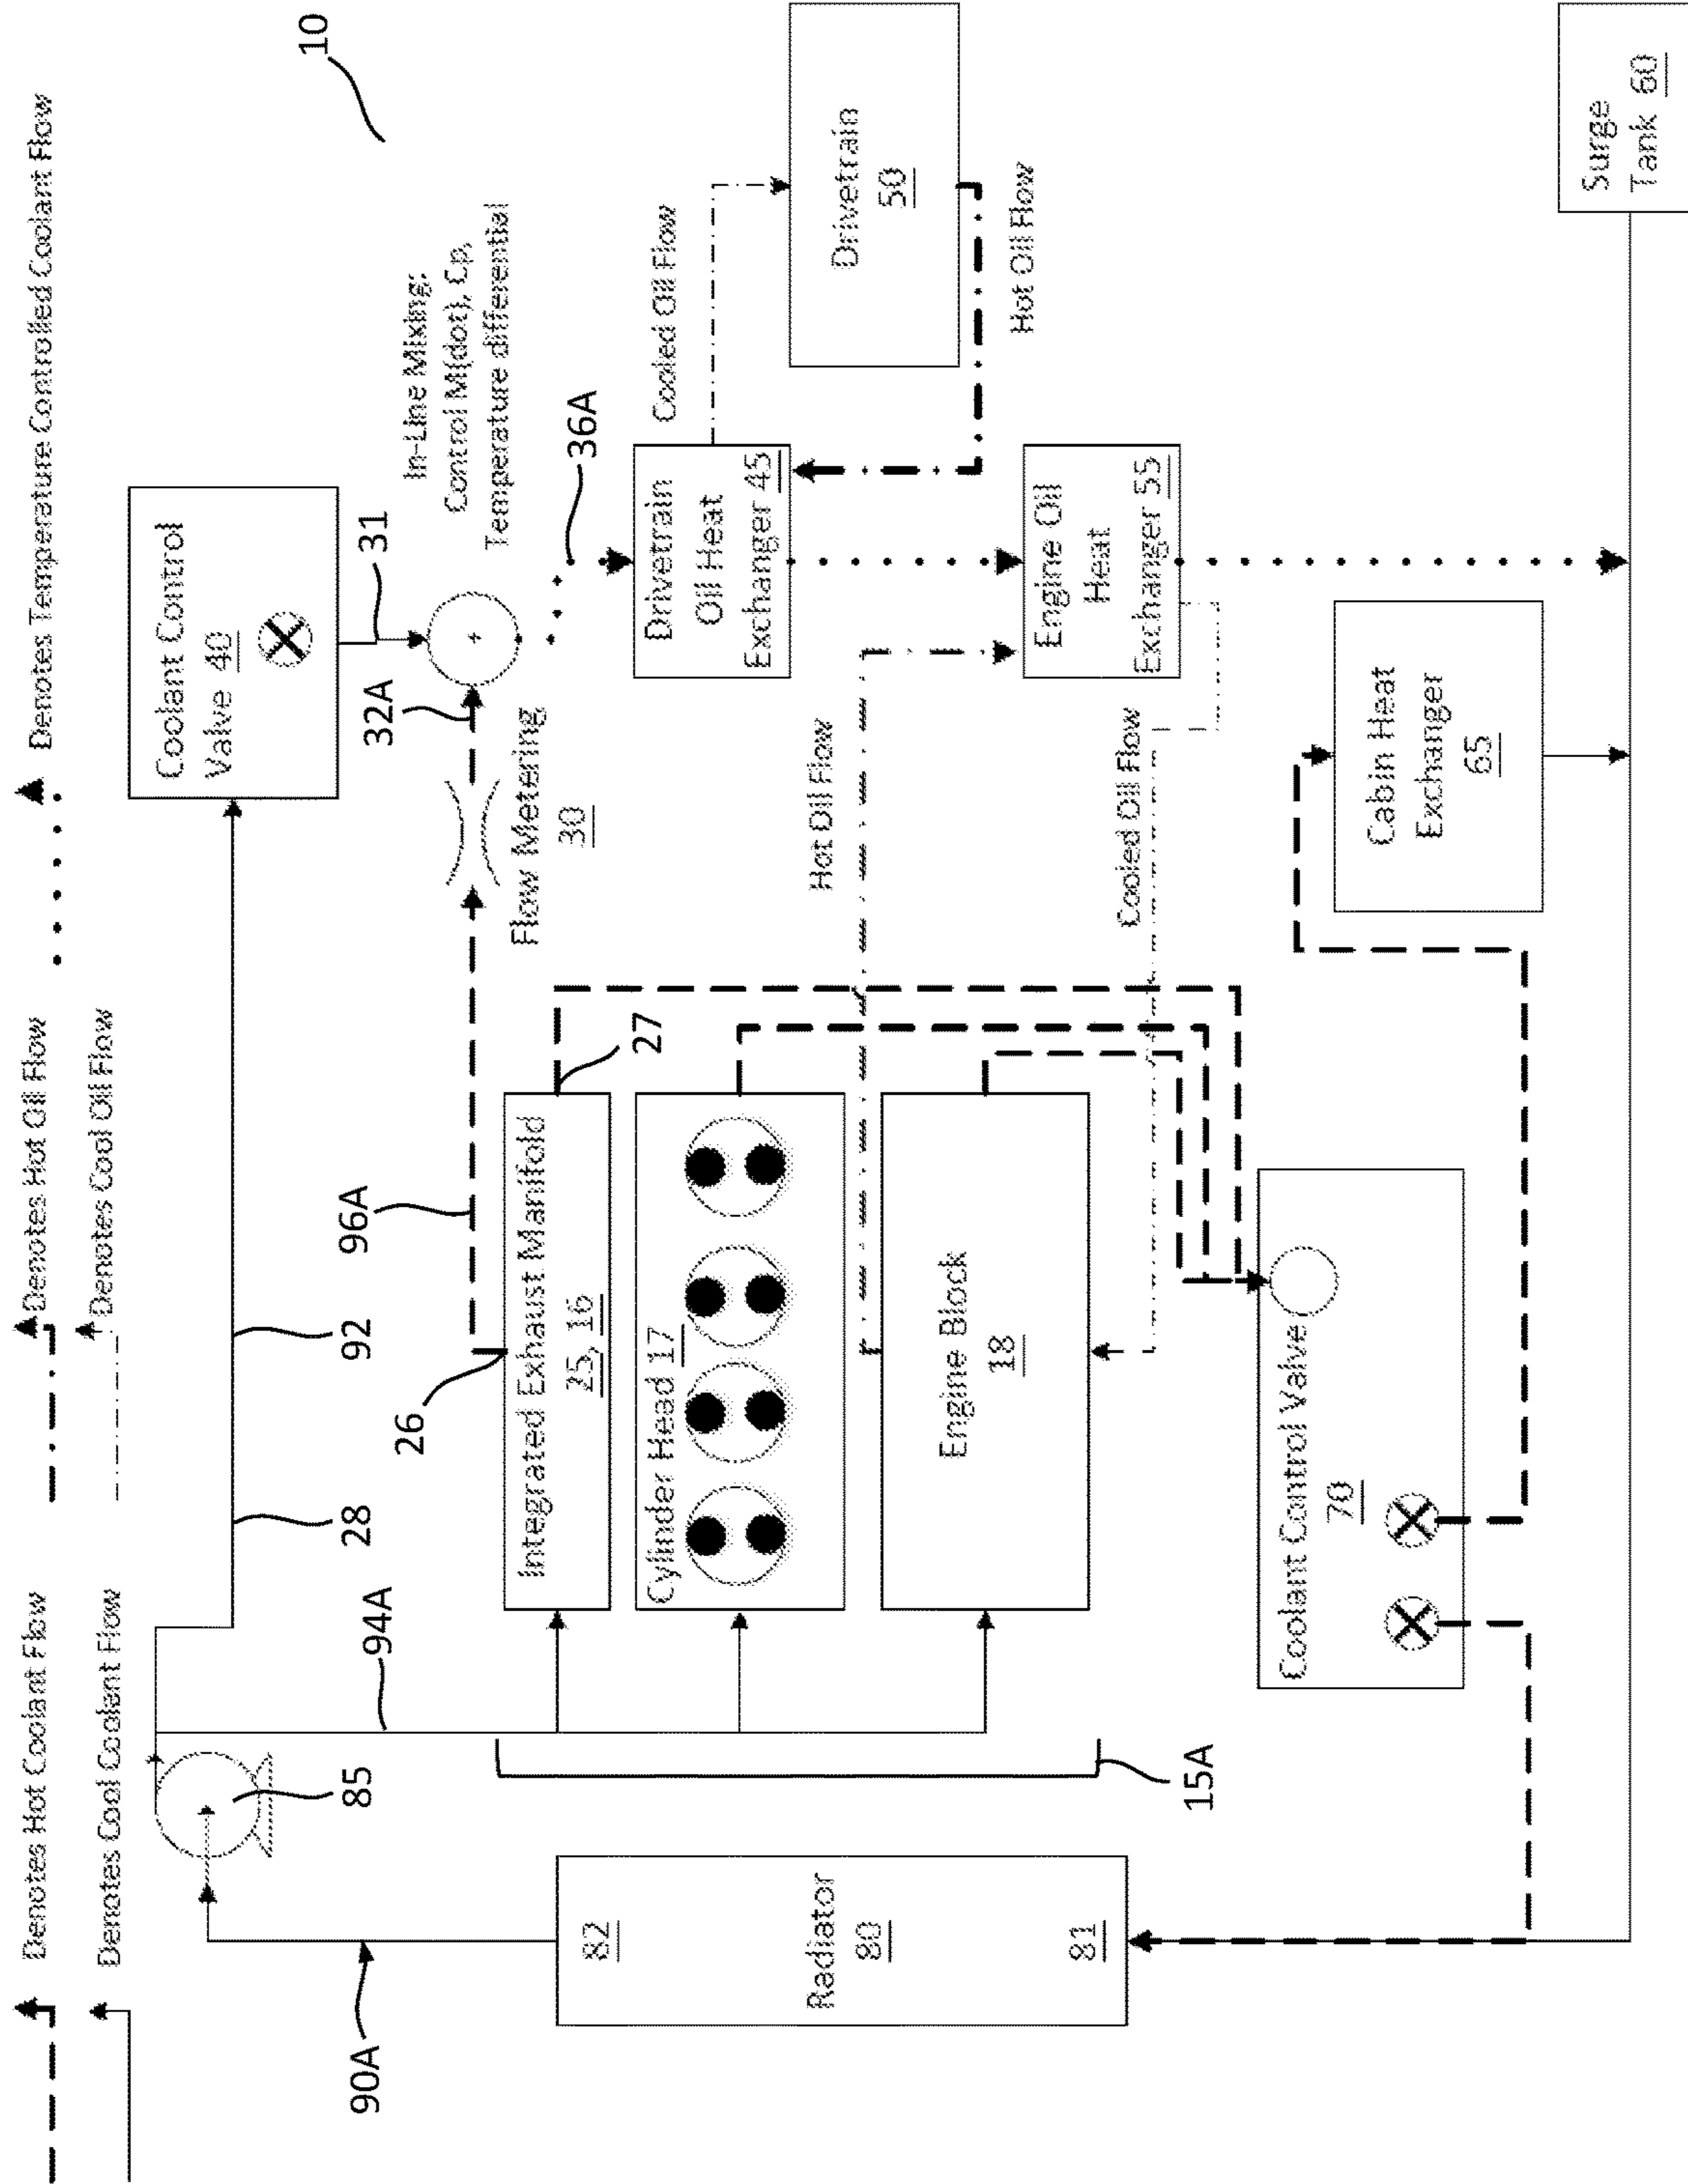 Denotes Hot Coolant Flow
Denotes Cool Coolant Flow
Denotes Hot Oil Flow
Denotes Cool Oil Flow
Denotes Temperature Controlled Coolant Flow
10
85
94A
28
92
Coolant Control
Valve 40
31
90A
82
Radiator
80
81
15A
26
96A
27
Integrated Exhaust Manifold
25, 16
Cylinder Head 17
Engine Block
18
Flow Metering
30
32A
In-Line Mixing:
Control M(dot), Cp,
Temperature differential
36A
Drivetrain
Oil Heat
Exchanger 45
Cooled Oil Flow
Drivetrain
50
Hot Oil Flow
Hot Oil Flow
Engine Oil
Heat
Exchanger 55
Cooled Oil Flow
Coolant Control Valve
70
Cabin Heat
Exchanger
65
Surge
Tank 60